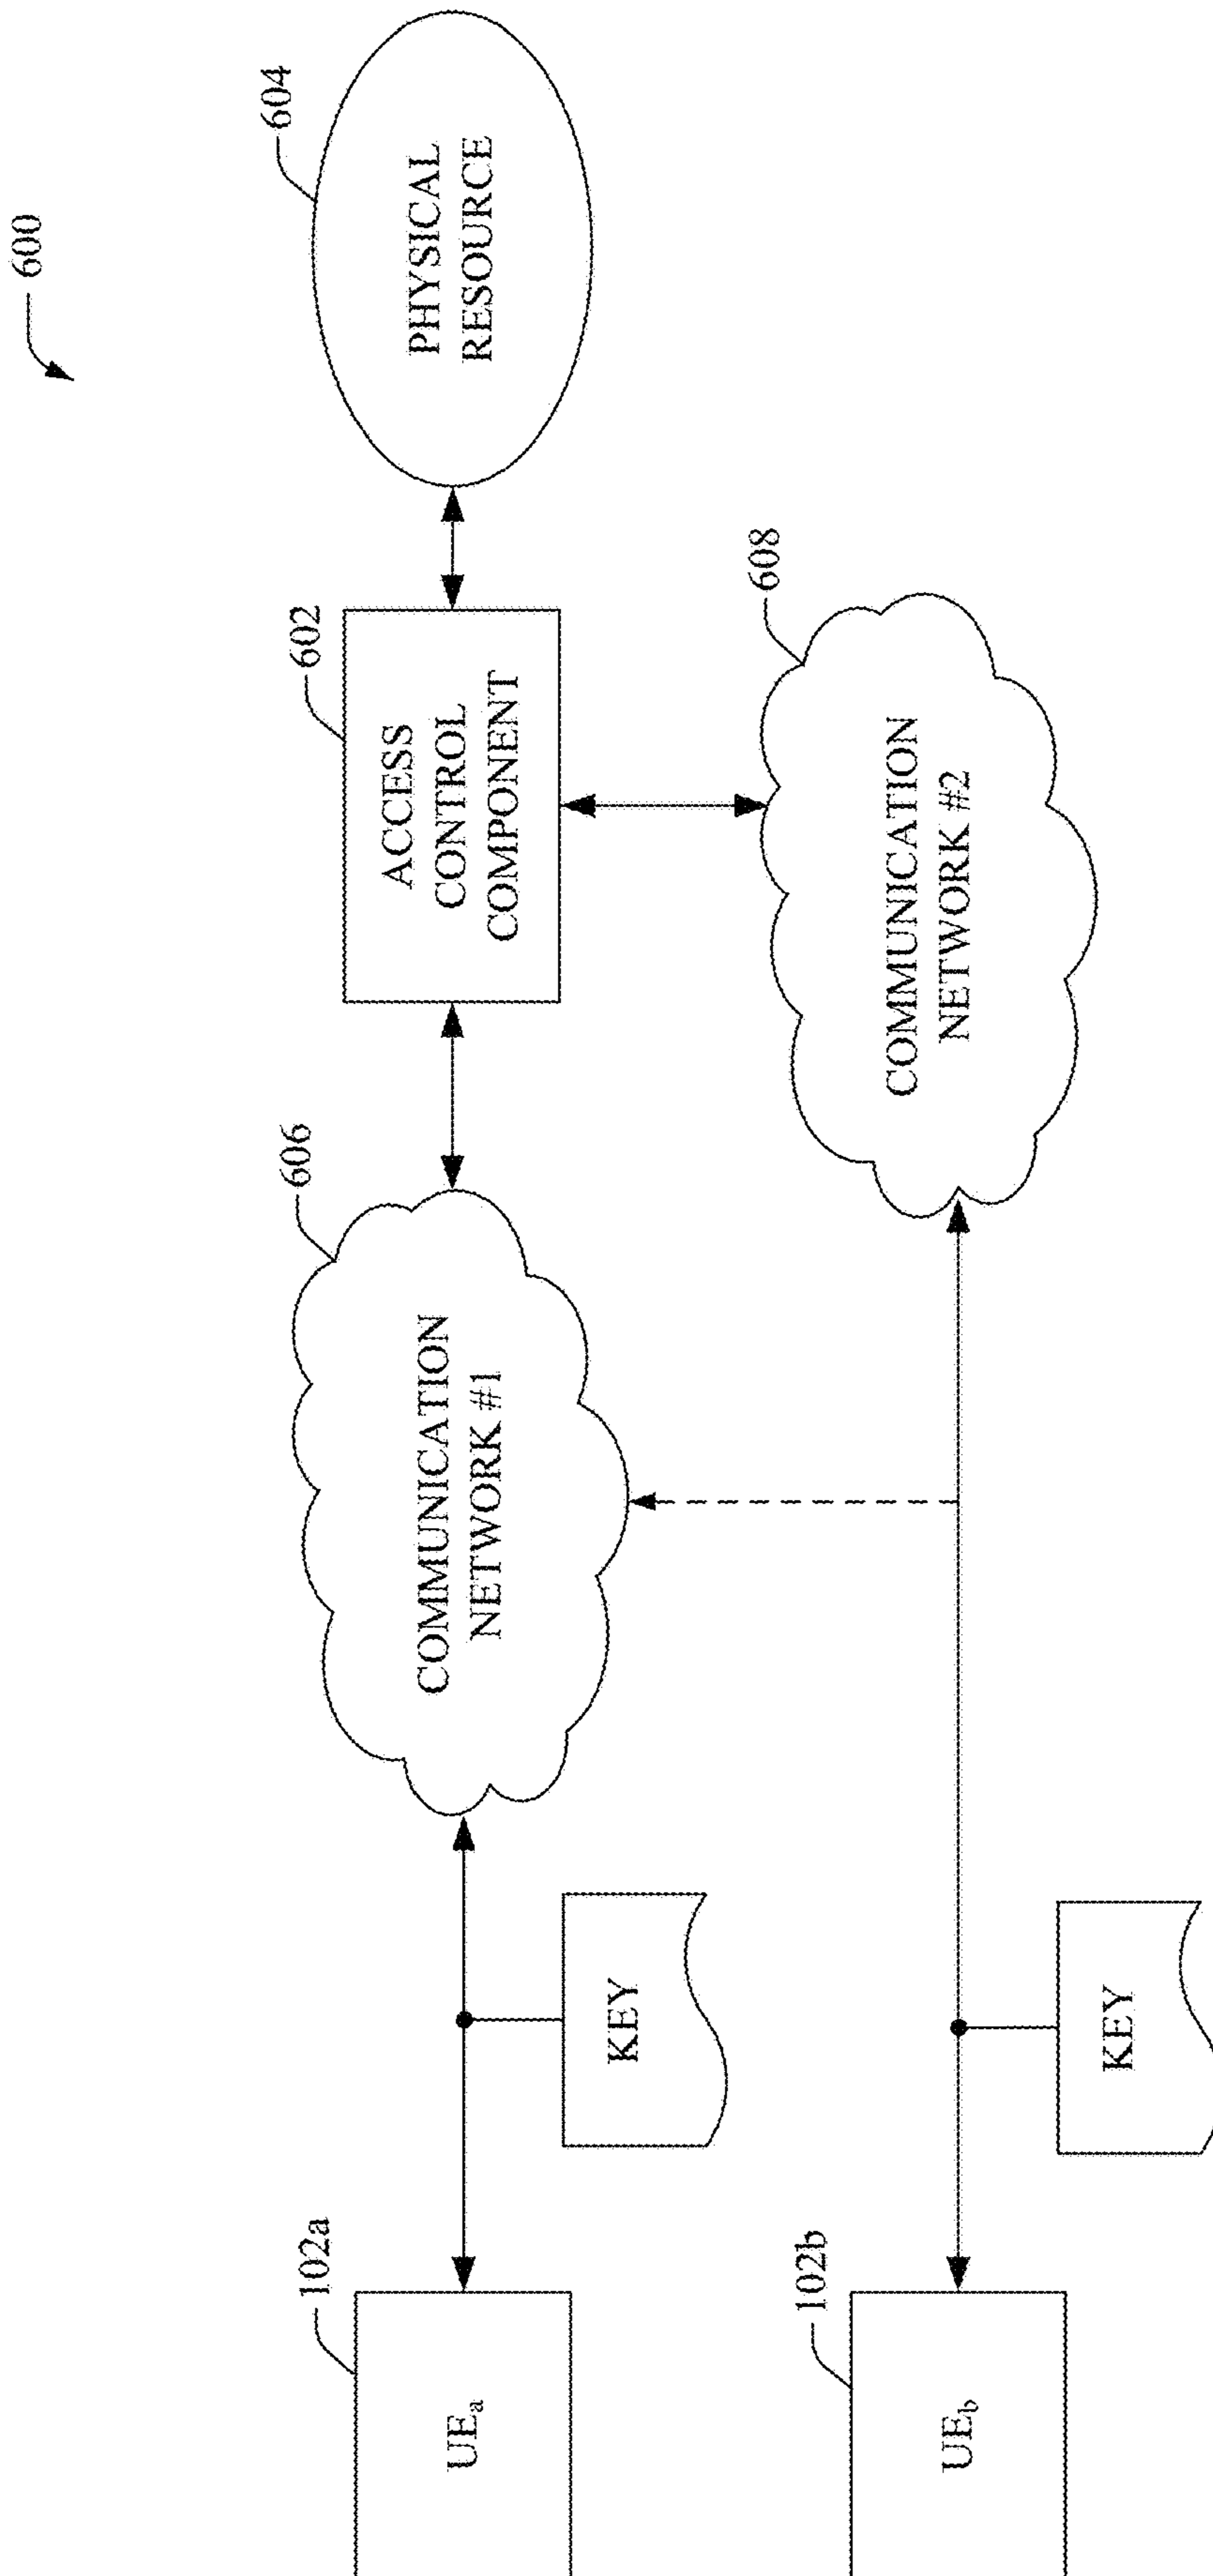 600
102a
UEa
KEY
606
COMMUNICATION
NETWORK #1
602
ACCESS
CONTROL
COMPONENT
604
PHYSICAL
RESOURCE
102b
UEb
KEY
608
COMMUNICATION
NETWORK #2